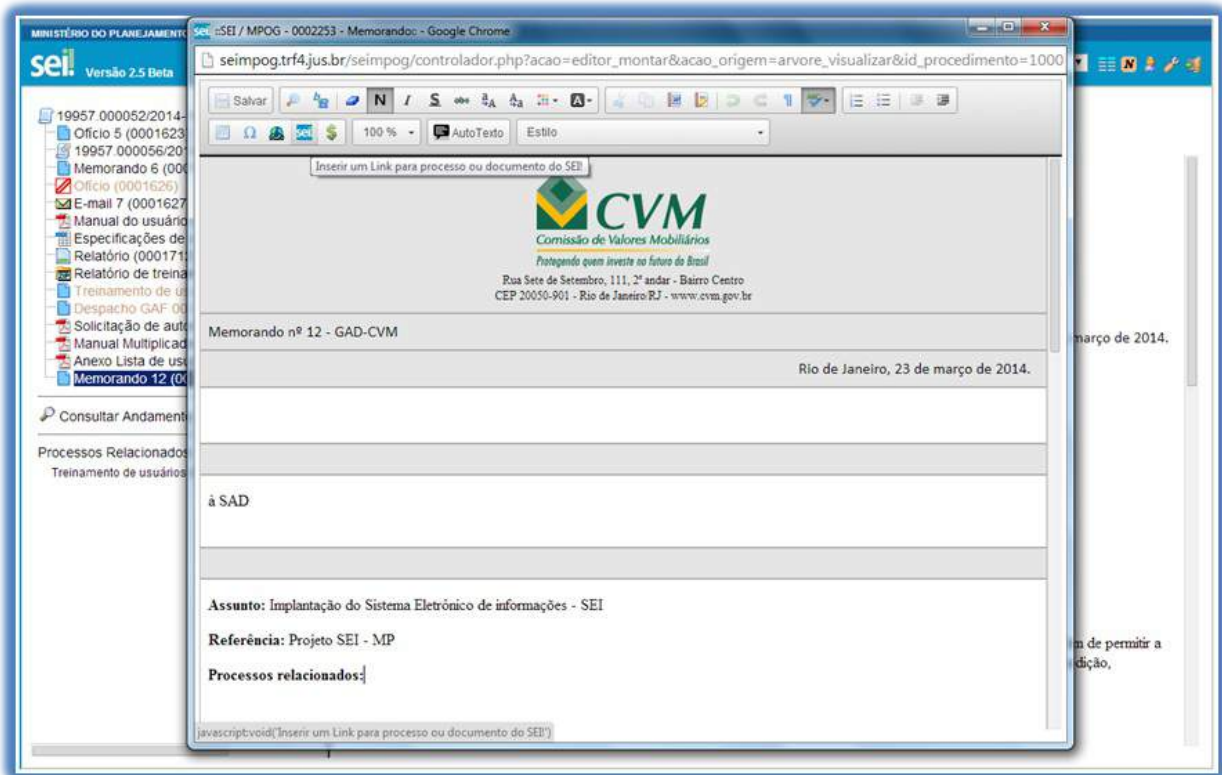 MINISTÉRIO DO PLANEJAMENTO
sei!
Versão 2.5 Beta
19957.000052/2014-
Ofício 5 (0001623
19957.000056/20
Memorando 6 (000
Ofício (0001626)
E-mail 7 (0001627
Manual do usuário
Especificações de
Relatório (000171
Relatório de treina
Treinamento de us
Despacho GAF 00
Solicitação de auto
Manual Multiplicad
Anexo Lista de usu
Memorando 12 (00
Consultar Andamento
Processos Relacionados
Treinamento de usuários
sei. ::SEI / MPOG - 0002253 - Memorando:: - Google Chrome
seimpog.trf4.jus.br/seimpog/controlador.php?acao=editor_montar&acao_origem=arvore_visualizar&id_procedimento=1000
Salvar N I S abc
100 % AutoTexto Estilo
Inserir um Link para processo ou documento do SEI!
CVM
Comissão de Valores Mobiliários
Protegendo quem investe no futuro do Brasil
Rua Sete de Setembro, 111, 2º andar - Bairro Centro
CEP 20050-901 - Rio de Janeiro/RJ - www.cvm.gov.br
Memorando nº 12 - GAD-CVM
Rio de Janeiro, 23 de março de 2014.
à SAD
Assunto: Implantação do Sistema Eletrônico de informações - SEI
Referência: Projeto SEI - MP
Processos relacionados:
javascript:void('Inserir um Link para processo ou documento do SEI!')
março de 2014.
m de permitir a
dição,